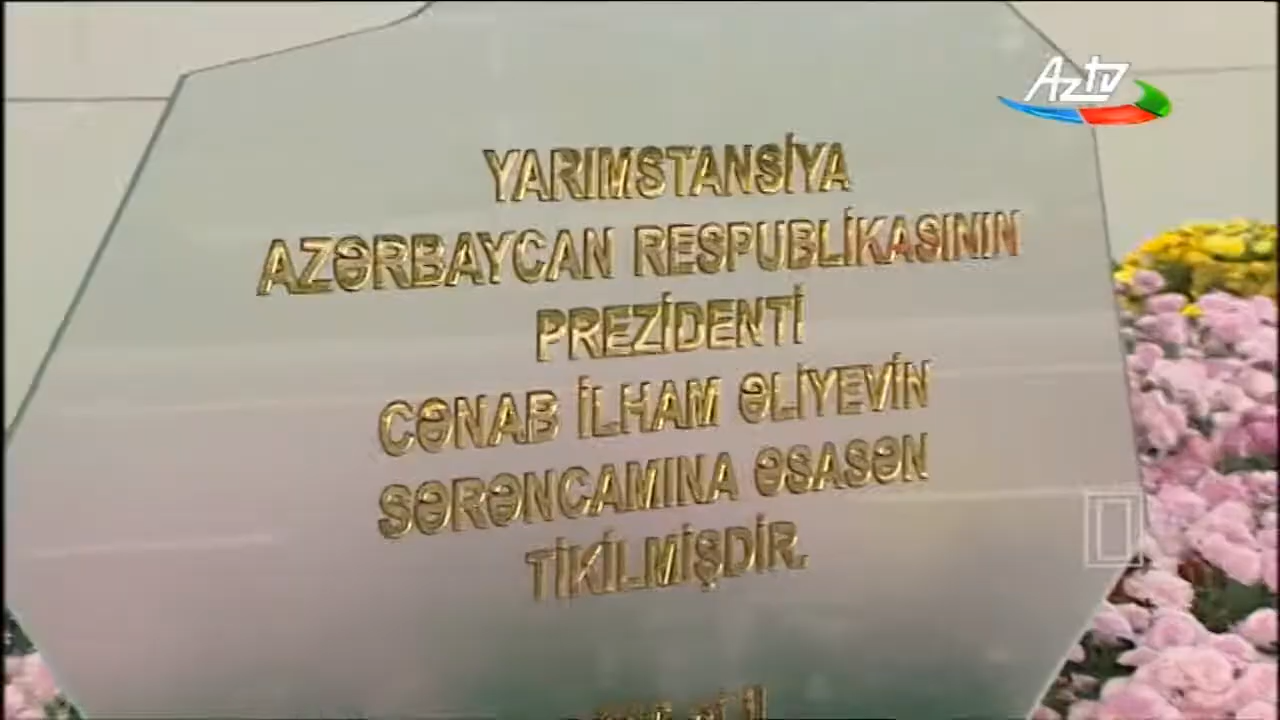 AzTV
YARIMSTANSİYA
AZƏRBAYCAN RESPUBLİKASININ
PREZİDENTİ
CƏNAB İLHAM ƏLİYEVİN
SƏRƏNCAMINA ƏSASƏN
TİKİLMİŞDİR.